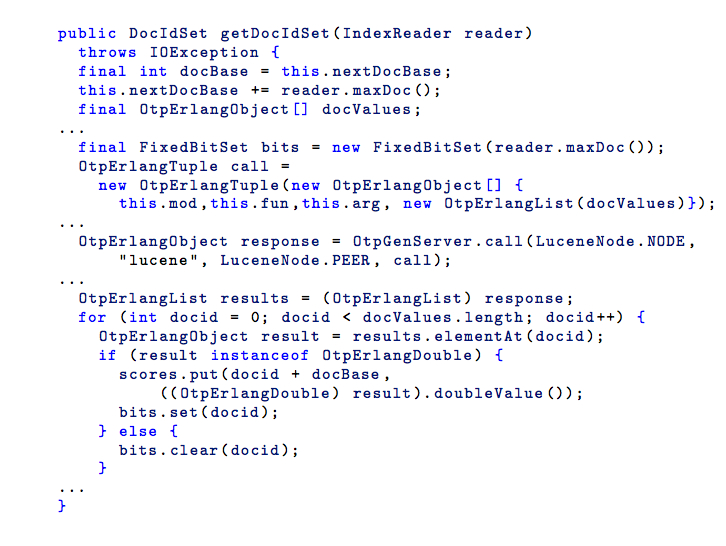 public DocIdSet getDocIdSet(IndexReader reader)
  throws IOException {
  final int docBase = this.nextDocBase;
  this.nextDocBase += reader.maxDoc();
  final OtpErlangObject[] docValues;
...
  final FixedBitSet bits = new FixedBitSet(reader.maxDoc());
  OtpErlangTuple call =
    new OtpErlangTuple(new OtpErlangObject[] {
      this.mod,this.fun,this.arg, new OtpErlangList(docValues)});
...
  OtpErlangObject response = OtpGenServer.call(LuceneNode.NODE,
      "lucene", LuceneNode.PEER, call);
...
  OtpErlangList results = (OtpErlangList) response;
  for (int docid = 0; docid < docValues.length; docid++) {
    OtpErlangObject result = results.elementAt(docid);
    if (result instanceof OtpErlangDouble) {
      scores.put(docid + docBase,
          ((OtpErlangDouble) result).doubleValue());
      bits.set(docid);
    } else {
      bits.clear(docid);
    }
...
}